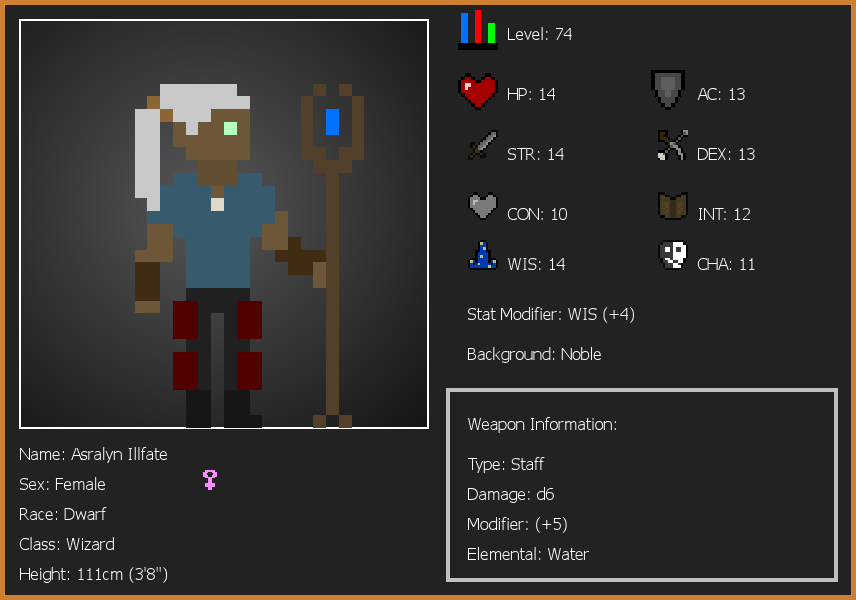 Level: 74
HP: 14
AC: 13
STR: 14
DEX: 13
CON: 10
INT: 12
WIS: 14
CHA: 11
Stat Modifier: WIS (+4)
Background: Noble
Weapon Information:
Type: Staff
Damage: d6
Modifier: (+5)
Elemental: Water
Name: Asralyn Illfate
Sex: Female
Race: Dwarf
Class: Wizard
Height: 111cm (3'8")